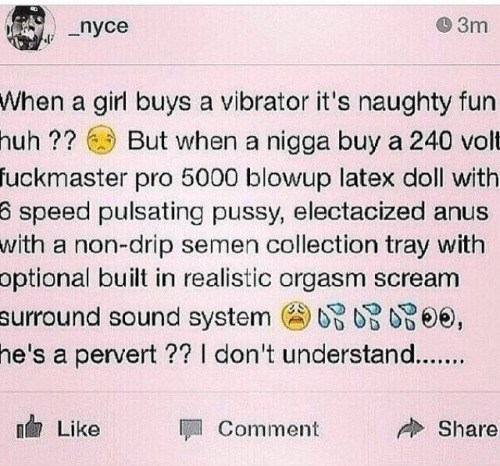 _nyce
3m
When a girl buys a vibrator it's naughty fun
huh ?? 😒 But when a nigga buy a 240 volt
fuckmaster pro 5000 blowup latex doll with
6 speed pulsating pussy, electacized anus
with a non-drip semen collection tray with
optional built in realistic orgasm scream
surround sound system 😩 💦 💦 💦 👀,
he's a pervert ?? I don't understand.......
Like
Comment
Share